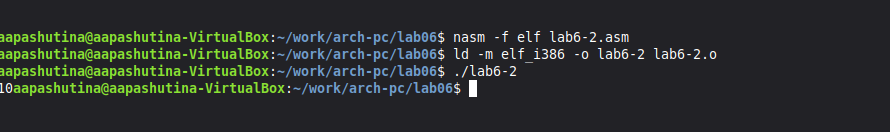 aapashutina@aapashutina-VirtualBox:~/work/arch-pc/lab06$ nasm -f elf lab6-2.asm
aapashutina@aapashutina-VirtualBox:~/work/arch-pc/lab06$ ld -m elf_i386 -o lab6-2 lab6-2.o
aapashutina@aapashutina-VirtualBox:~/work/arch-pc/lab06$ ./lab6-2
10aapashutina@aapashutina-VirtualBox:~/work/arch-pc/lab06$